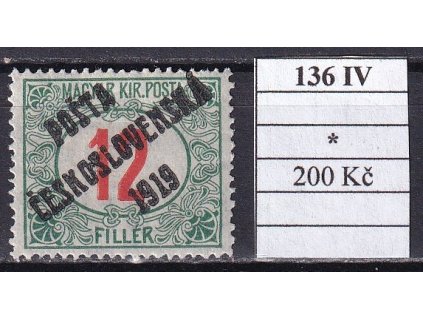 MAGYAR KIR. POSTA
POŠTA
ČESKOSLOVENSKÁ
1919
12
FILLÉR
136 IV
*
200 Kč